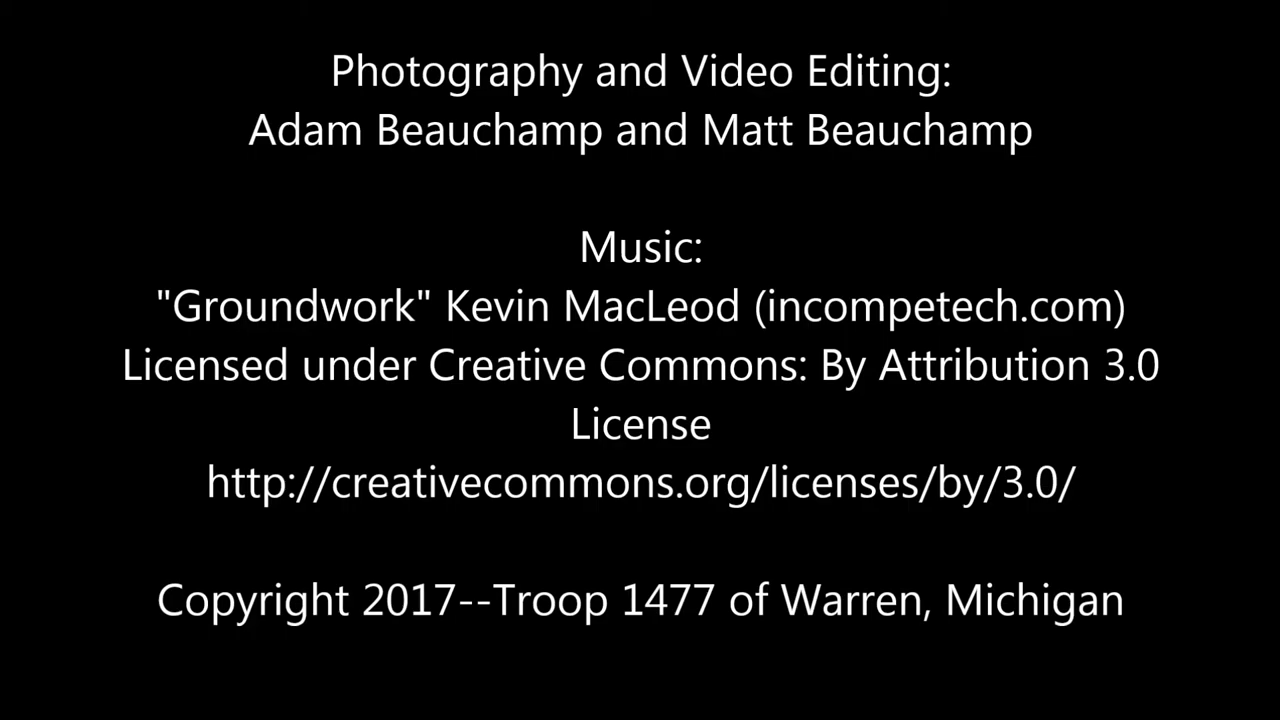 Photography and Video Editing:
Adam Beauchamp and Matt Beauchamp
Music:
"Groundwork" Kevin MacLeod (incompetech.com)
Licensed under Creative Commons: By Attribution 3.0
License
http://creativecommons.org/licenses/by/3.0/
Copyright 2017--Troop 1477 of Warren, Michigan